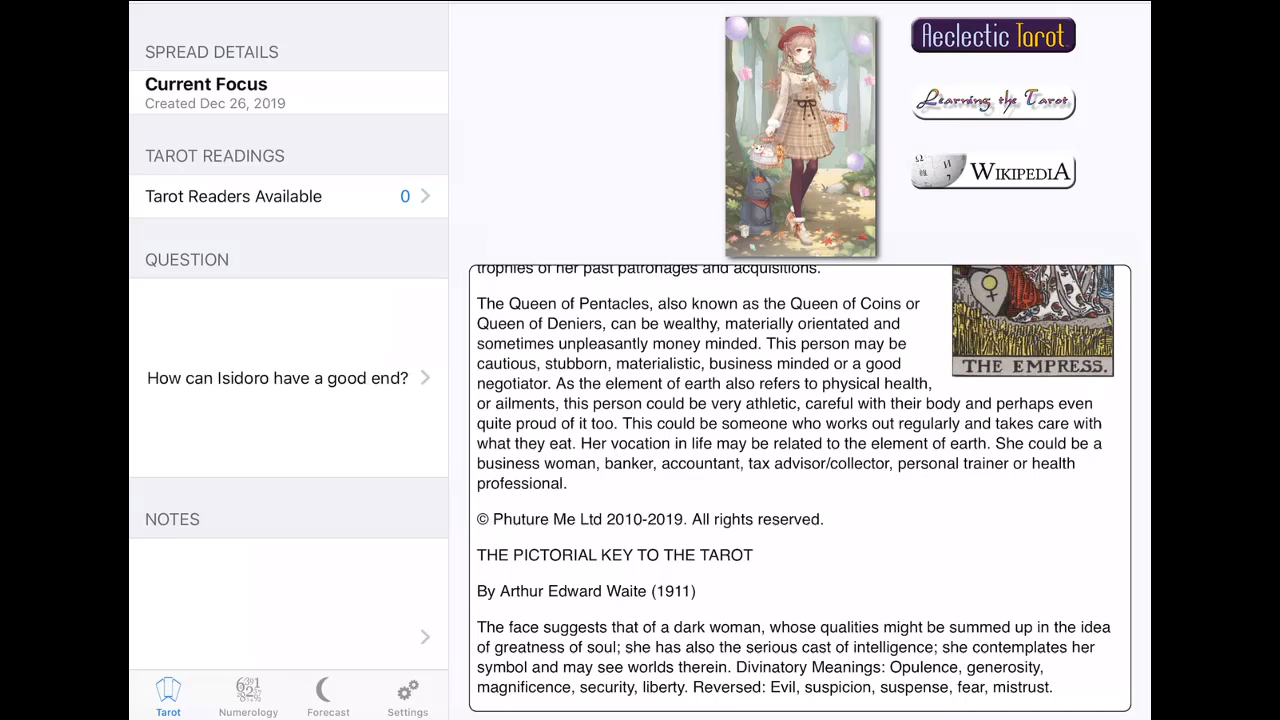 SPREAD DETAILS
Current Focus
Created Dec 26, 2019
TAROT READINGS
Tarot Readers Available 0
QUESTION
How can Isidoro have a good end?
NOTES
Tarot
Numerology
Forecast
Settings
Aeclectic Tarot
Learning the Tarot
WIKIPEDIA
trophies of her past patronages and acquisitions.
The Queen of Pentacles, also known as the Queen of Coins or
Queen of Deniers, can be wealthy, materially orientated and
sometimes unpleasantly money minded. This person may be
cautious, stubborn, materialistic, business minded or a good
negotiator. As the element of earth also refers to physical health,
or ailments, this person could be very athletic, careful with their body and perhaps even
quite proud of it too. This could be someone who works out regularly and takes care with
what they eat. Her vocation in life may be related to the element of earth. She could be a
business woman, banker, accountant, tax advisor/collector, personal trainer or health
professional.
THE EMPRESS.
© Phuture Me Ltd 2010-2019. All rights reserved.
THE PICTORIAL KEY TO THE TAROT
By Arthur Edward Waite (1911)
The face suggests that of a dark woman, whose qualities might be summed up in the idea
of greatness of soul; she has also the serious cast of intelligence; she contemplates her
symbol and may see worlds therein. Divinatory Meanings: Opulence, generosity,
magnificence, security, liberty. Reversed: Evil, suspicion, suspense, fear, mistrust.